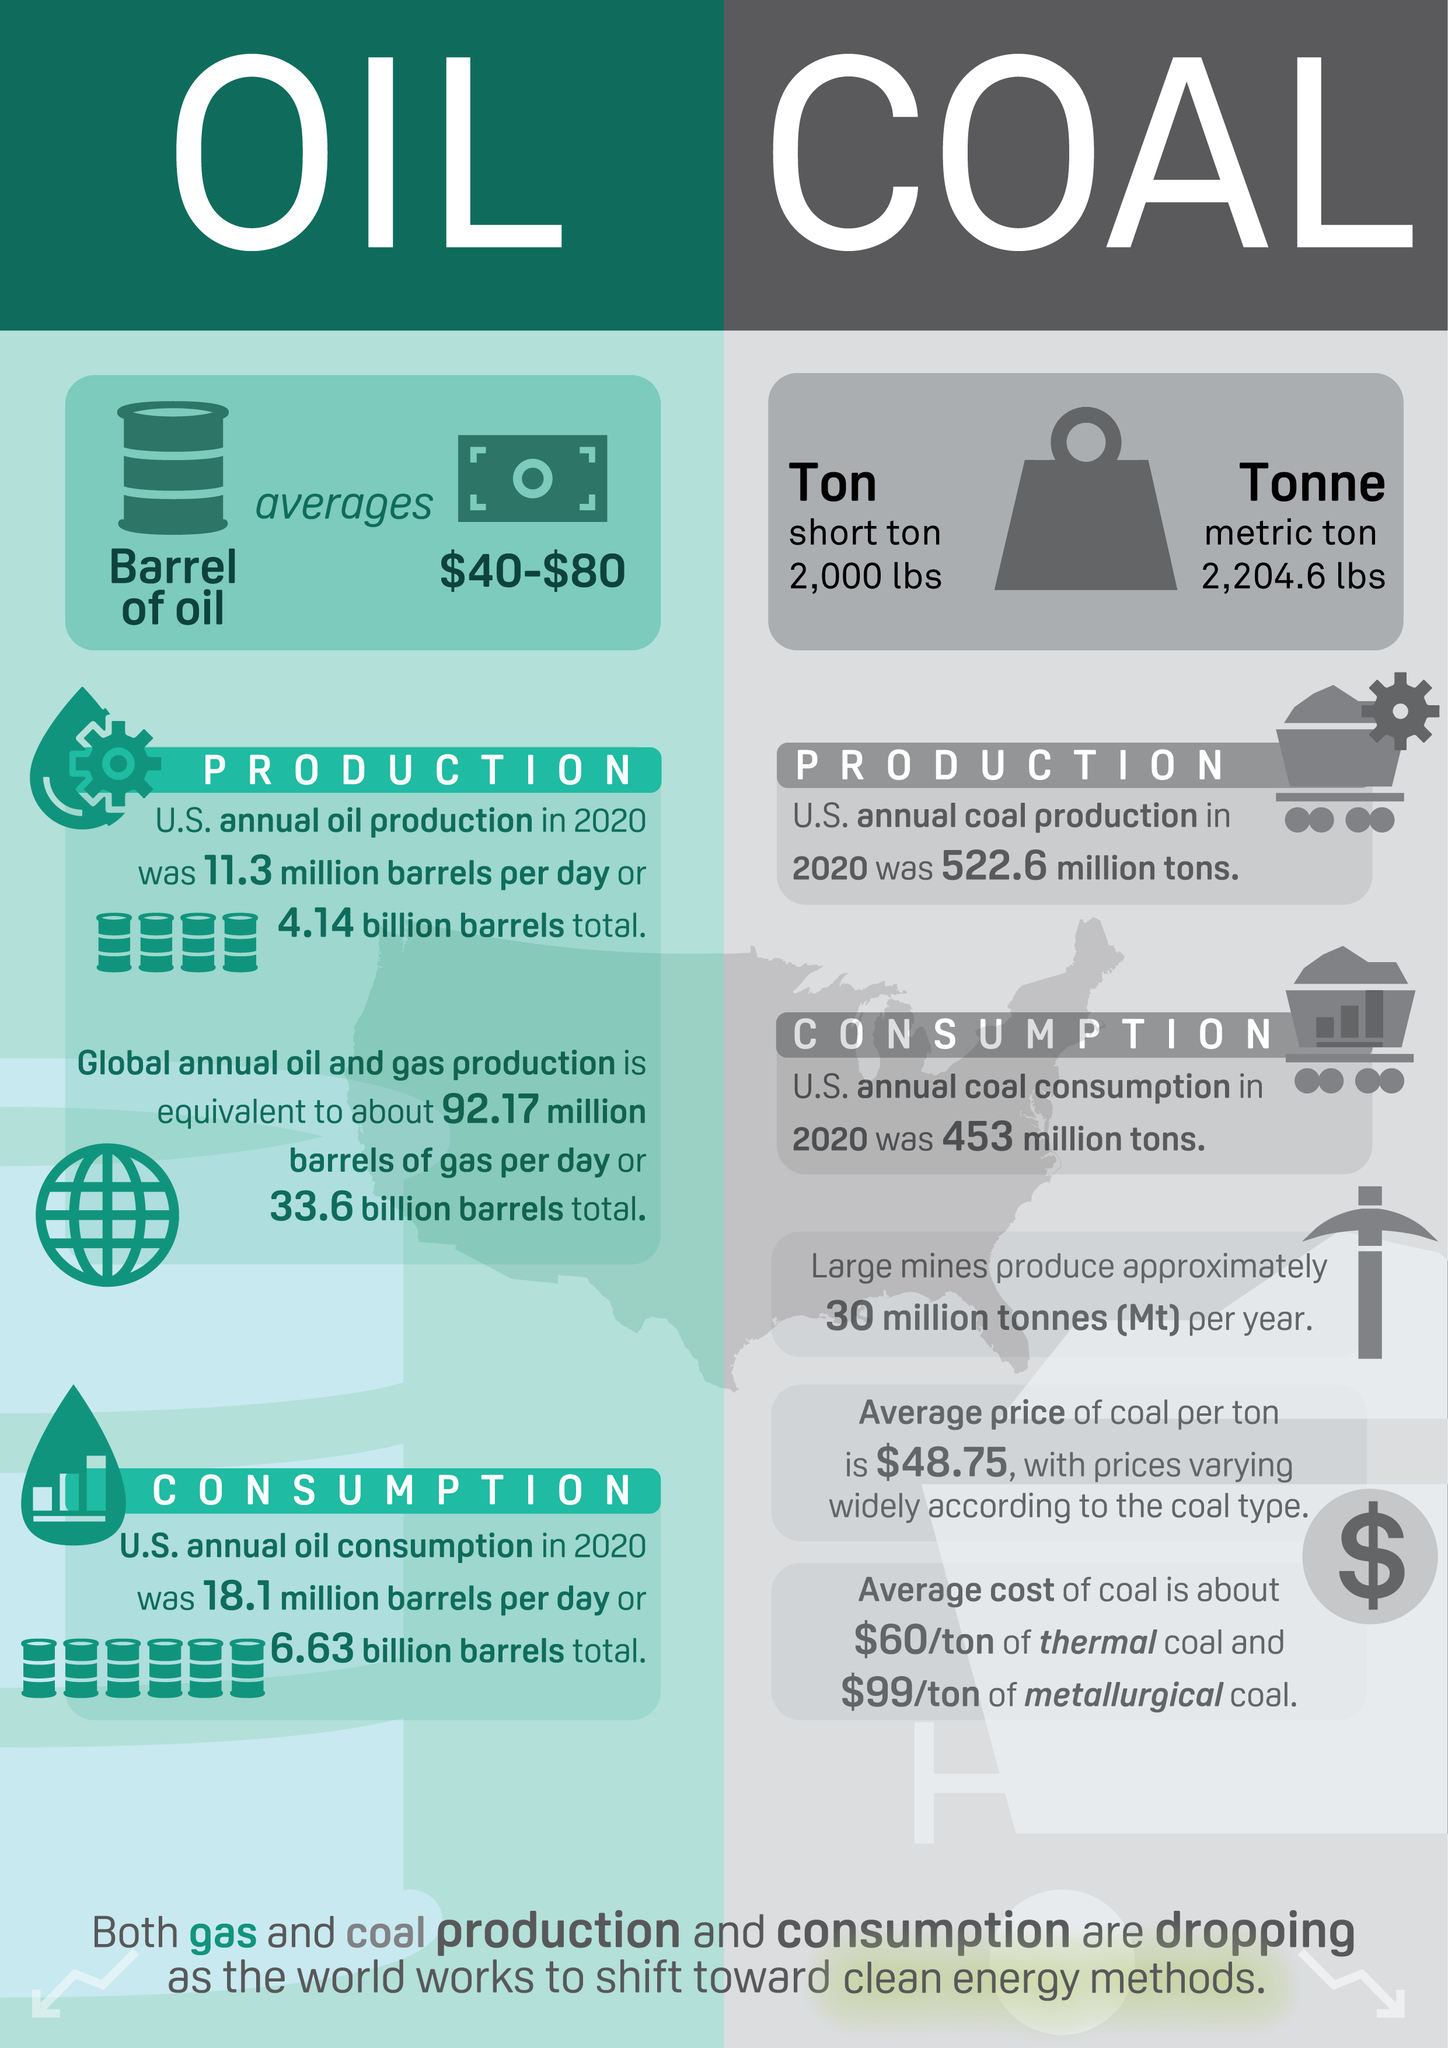 OIL
Barrel
of oil
averages
$40-$80
PRODUCTION
U.S. annual oil production in 2020
was 11.3 million barrels per day or
4.14 billion barrels total.
Global annual oil and gas production is
equivalent to about 92.17 million
barrels of gas per day or
33.6 billion barrels total.
CONSUMPTION
U.S. annual oil consumption in 2020
was 18.1 million barrels per day or
6.63 billion barrels total.
COAL
Ton
short ton
2,000 lbs
Tonne
metric ton
2,204.6 lbs
PRODUCTION
U.S. annual coal production in
2020 was 522.6 million tons.
CONSUMPTION
U.S. annual coal consumption in
2020 was 453 million tons.
Large mines produce approximately
30 million tonnes (Mt) per year.
Average price of coal per ton
is $48.75, with prices varying
widely according to the coal type.
$
Average cost of coal is about
$60/ton of thermal coal and
$99/ton of metallurgical coal.
Both gas and coal production and consumption are dropping
as the world works to shift toward clean energy methods.